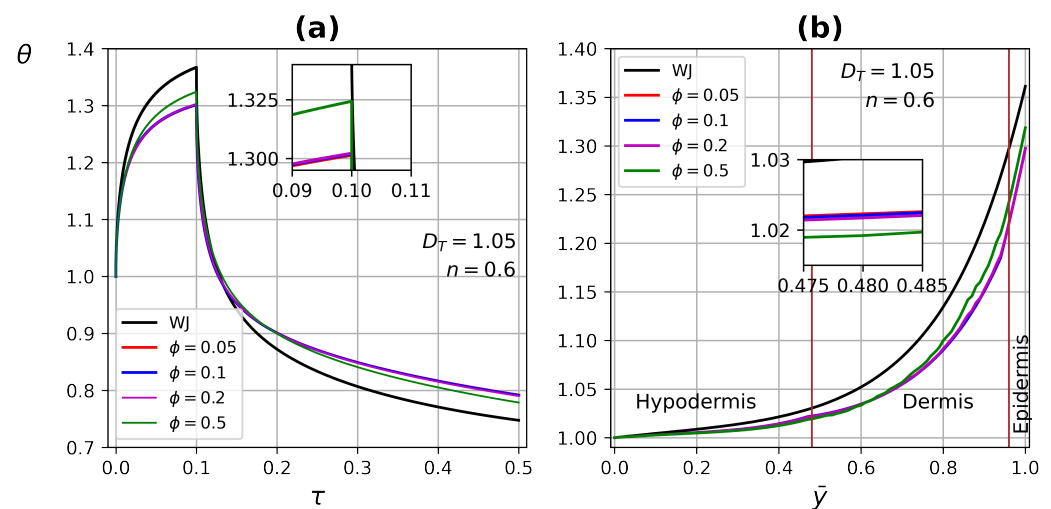 (a)
θ
1.4
1.3
1.2
1.1
1.0
0.9
0.8
0.7
0.0
0.1
0.2
0.3
0.4
0.5
τ
1.325
1.300
0.09
0.10
0.11
D_T = 1.05
n = 0.6
WJ
ϕ = 0.05
ϕ = 0.1
ϕ = 0.2
ϕ = 0.5
(b)
1.40
1.35
1.30
1.25
1.20
1.15
1.10
1.05
1.00
0.0
0.2
0.4
0.6
0.8
1.0
ȳ
WJ
ϕ = 0.05
ϕ = 0.1
ϕ = 0.2
ϕ = 0.5
D_T = 1.05
n = 0.6
1.03
1.02
0.475
0.480
0.485
Hypodermis
Dermis
Epidermis